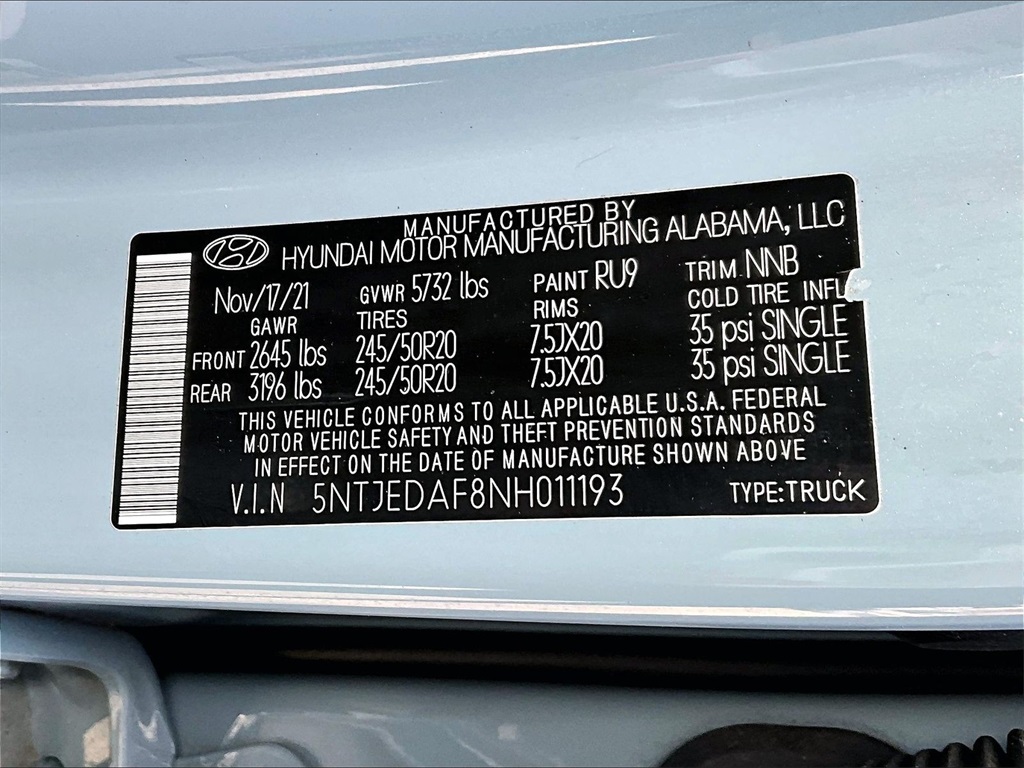 MANUFACTURED BY
HYUNDAI MOTOR MANUFACTURING ALABAMA, LLC
Nov/17/21 GVWR 5732 lbs PAINT RU9 TRIM NNB
GAWR TIRES RIMS COLD TIRE INFL
FRONT 2645 lbs 245/50R20 7.5JX20 35 psi SINGLE
REAR 3196 lbs 245/50R20 7.5JX20 35 psi SINGLE
THIS VEHICLE CONFORMS TO ALL APPLICABLE U.S.A. FEDERAL
MOTOR VEHICLE SAFETY AND THEFT PREVENTION STANDARDS
IN EFFECT ON THE DATE OF MANUFACTURE SHOWN ABOVE
V.I.N 5NTJEDAF8NH011193 TYPE:TRUCK